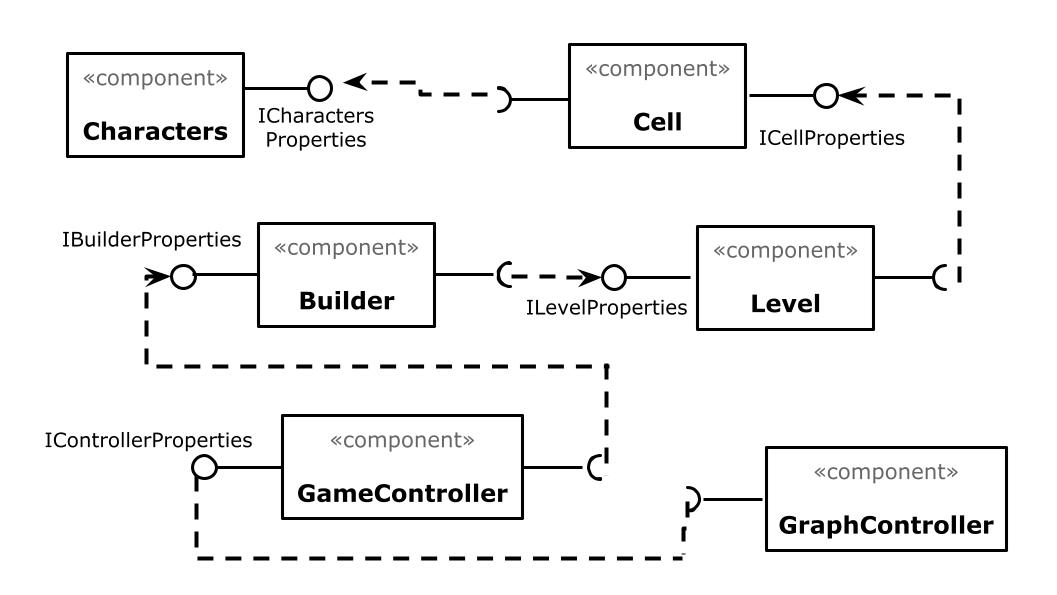 «component»
Characters
ICharacters
Properties
«component»
Cell
ICellProperties
IBuilderProperties
«component»
Builder
ILevelProperties
«component»
Level
IControllerProperties
«component»
GameController
«component»
GraphController